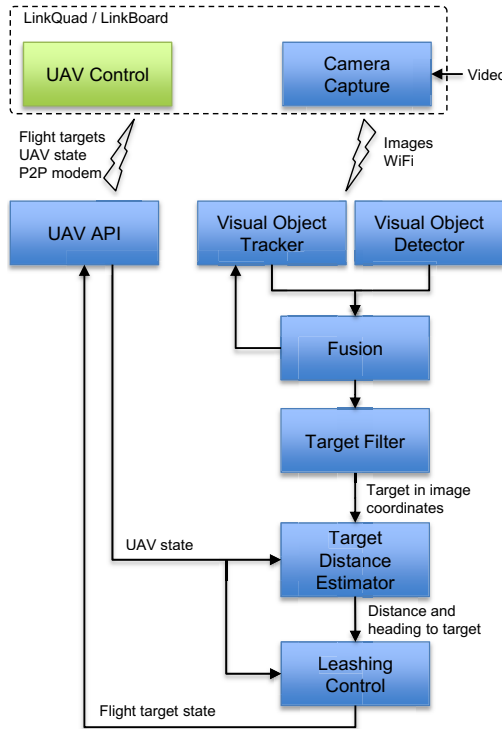 LinkQuad / LinkBoard
UAV Control
Camera
Capture
Video
Flight targets
UAV state
P2P modem
Images
WiFi
UAV API
Visual Object
Tracker
Visual Object
Detector
Fusion
Target Filter
Target in image
coordinates
UAV state
Target
Distance
Estimator
Distance and
heading to target
Leashing
Control
Flight target state